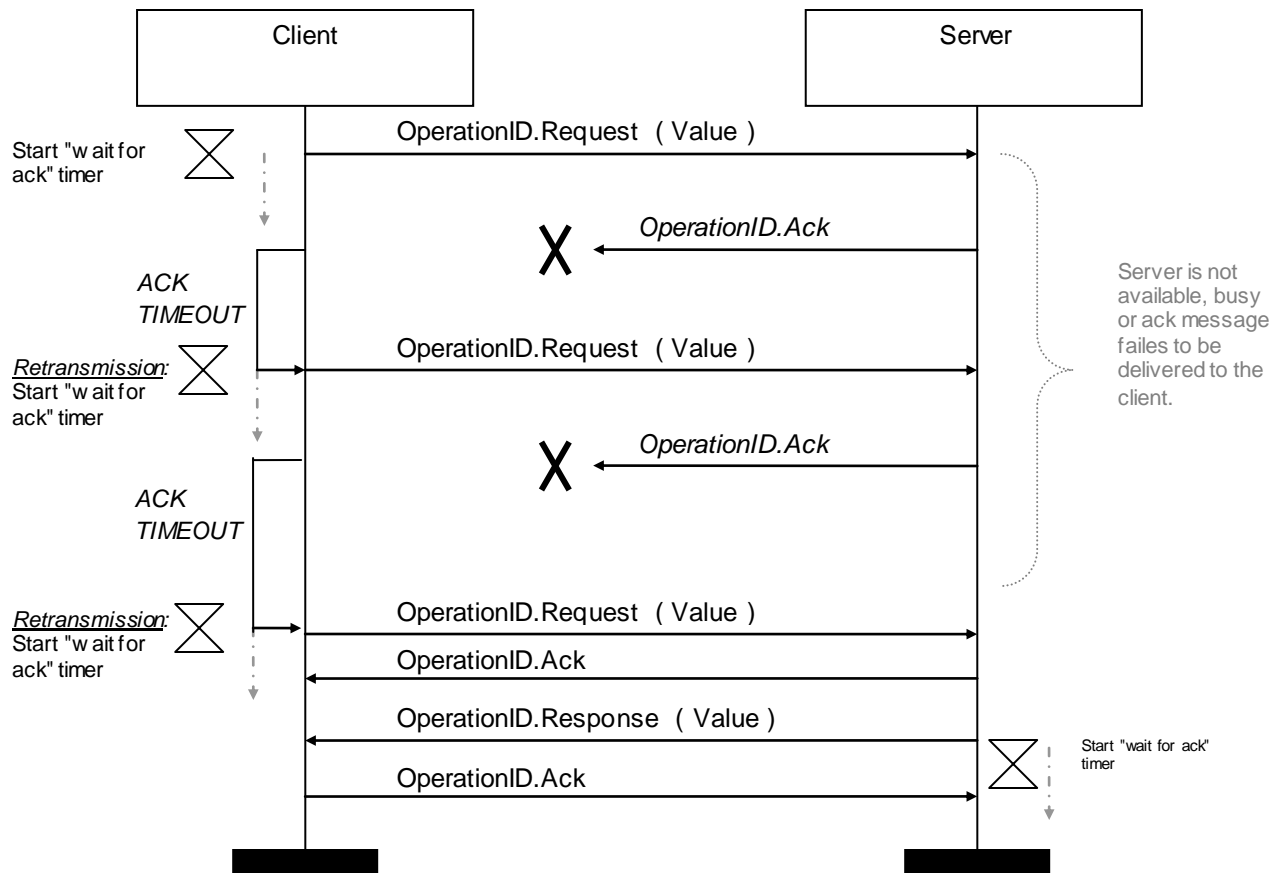 Client
Server
OperationID.Request ( Value )
Start "wait for
ack" timer
OperationID.Ack
Server is not
available, busy
or ack message
failes to be
delivered to the
client.
ACK
TIMEOUT
OperationID.Request ( Value )
Retransmission:
Start "wait for
ack" timer
OperationID.Ack
ACK
TIMEOUT
OperationID.Request ( Value )
Retransmission:
Start "wait for
ack" timer
OperationID.Ack
OperationID.Response ( Value )
Start "wait for ack"
timer
OperationID.Ack